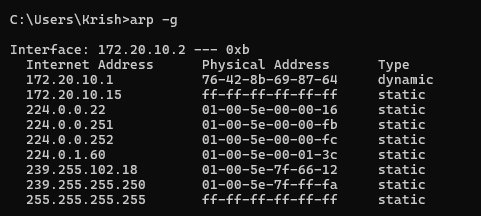 C:\Users\Krish>arp -g
Interface: 172.20.10.2 --- 0xb
Internet Address Physical Address Type
172.20.10.1 76-42-8b-69-87-64 dynamic
172.20.10.15 ff-ff-ff-ff-ff-ff static
224.0.0.22 01-00-5e-00-00-16 static
224.0.0.251 01-00-5e-00-00-fb static
224.0.0.252 01-00-5e-00-00-fc static
224.0.1.60 01-00-5e-00-01-3c static
239.255.102.18 01-00-5e-7f-66-12 static
239.255.255.250 01-00-5e-7f-ff-fa static
255.255.255.255 ff-ff-ff-ff-ff-ff static